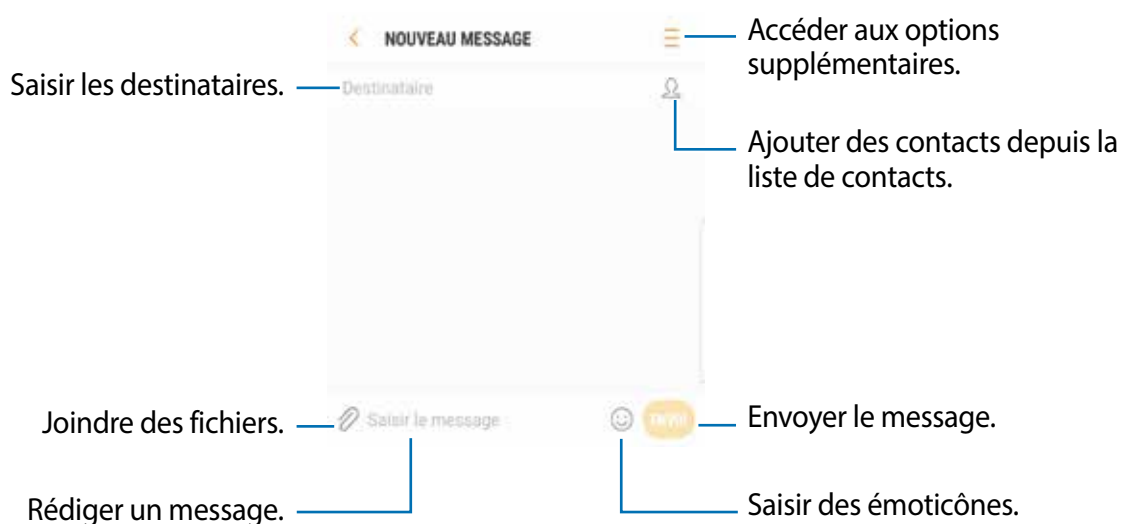 NOUVEAU MESSAGE
Accéder aux options
supplémentaires.
Saisir les destinataires.
Destinataire
Ajouter des contacts depuis la
liste de contacts.
Joindre des fichiers.
Saisir le message
Envoyer le message.
Rédiger un message.
Saisir des émoticônes.